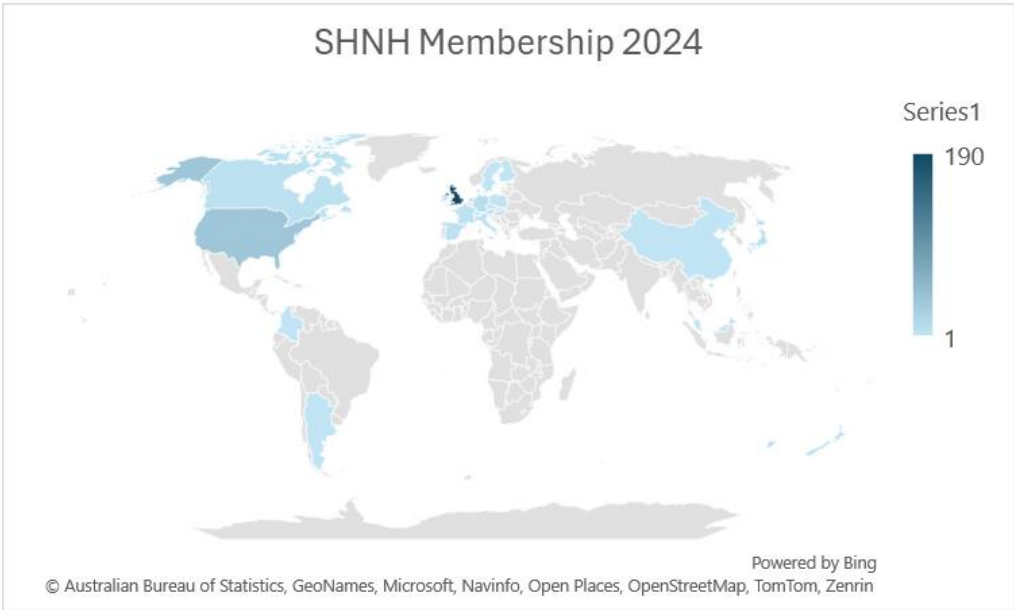 SHNH Membership 2024
Series1
190
1
Powered by Bing
© Australian Bureau of Statistics, GeoNames, Microsoft, Navinfo, Open Places, OpenStreetMap, TomTom, Zenrin